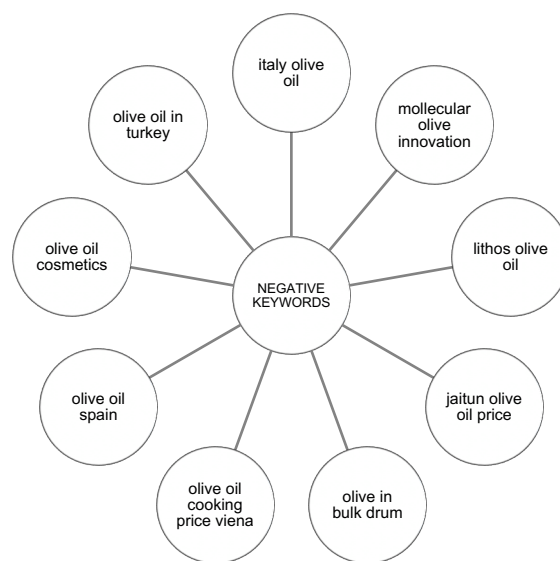 italy olive
oil
mollecular
olive
innovation
lithos olive
oil
jaitun olive
oil price
olive in
bulk drum
olive oil
cooking
price viena
olive oil
spain
olive oil
cosmetics
olive oil in
turkey
NEGATIVE
KEYWORDS